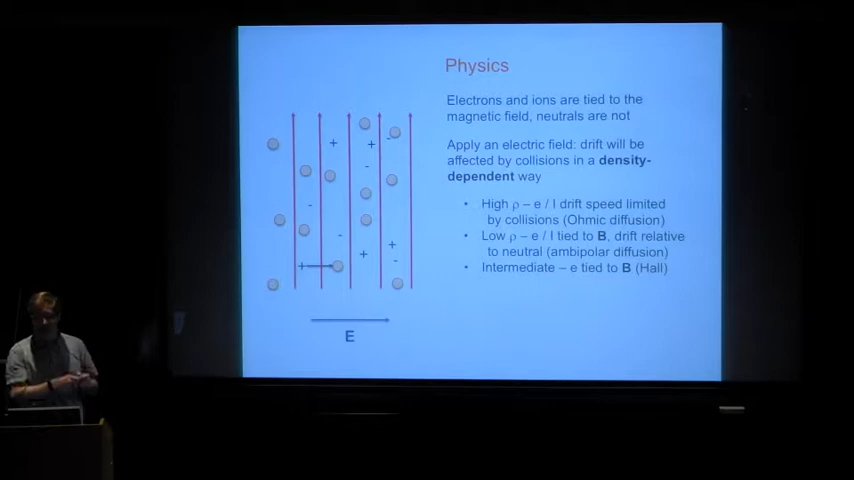 Physics
Electrons and ions are tied to the
magnetic field, neutrals are not
Apply an electric field: drift will be
affected by collisions in a density-
dependent way
• High ρ – e / I drift speed limited
by collisions (Ohmic diffusion)
• Low ρ – e / I tied to B, drift relative
to neutral (ambipolar diffusion)
• Intermediate – e tied to B (Hall)
+ + -
-
-
- +
+
+ -
E